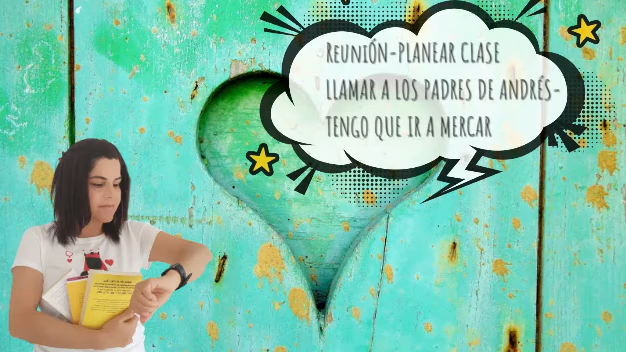 ReuniÓN-PLANEAR CLASE
LLAMAR A LOS PADRES DE ANDRÉS-
TENGO QUE IR A MERCAR